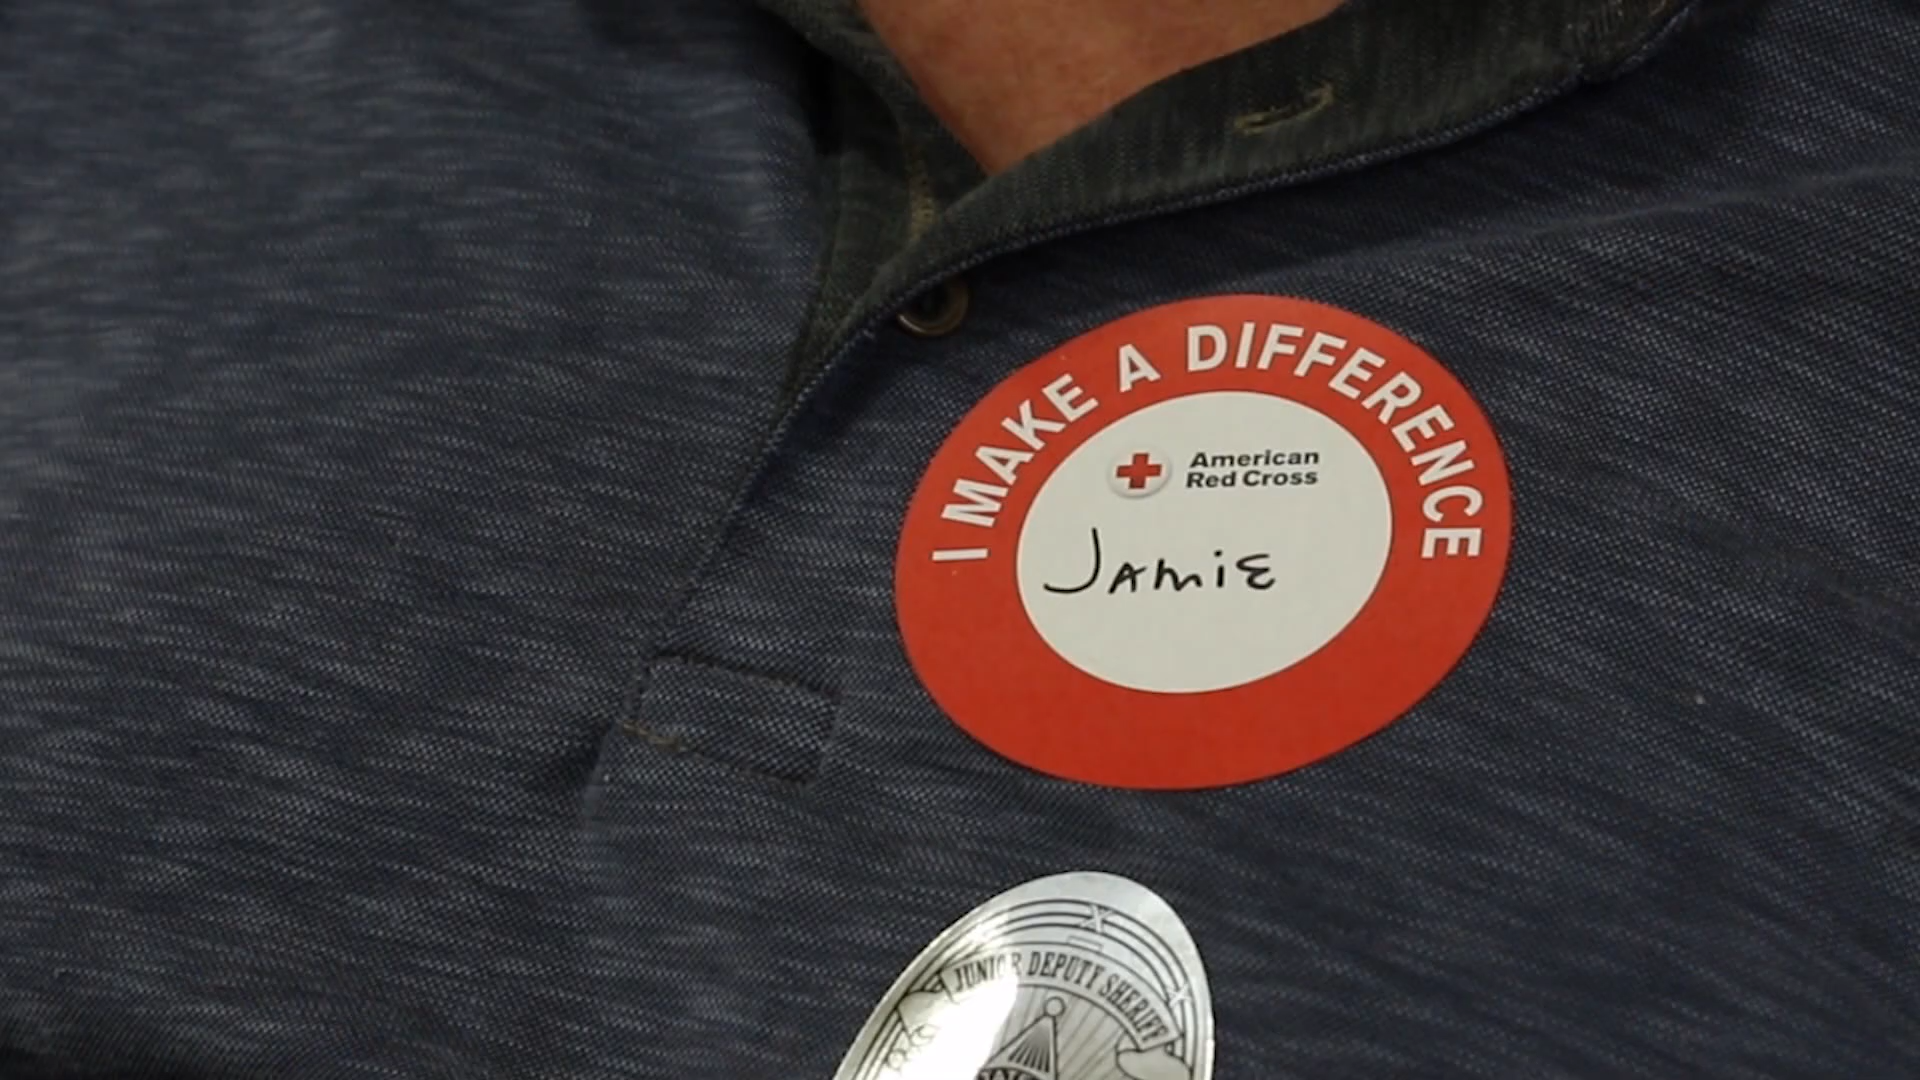 I MAKE A DIFFERENCE
American
Red Cross
JAMIE
JUNIOR DEPUTY SHERIFF